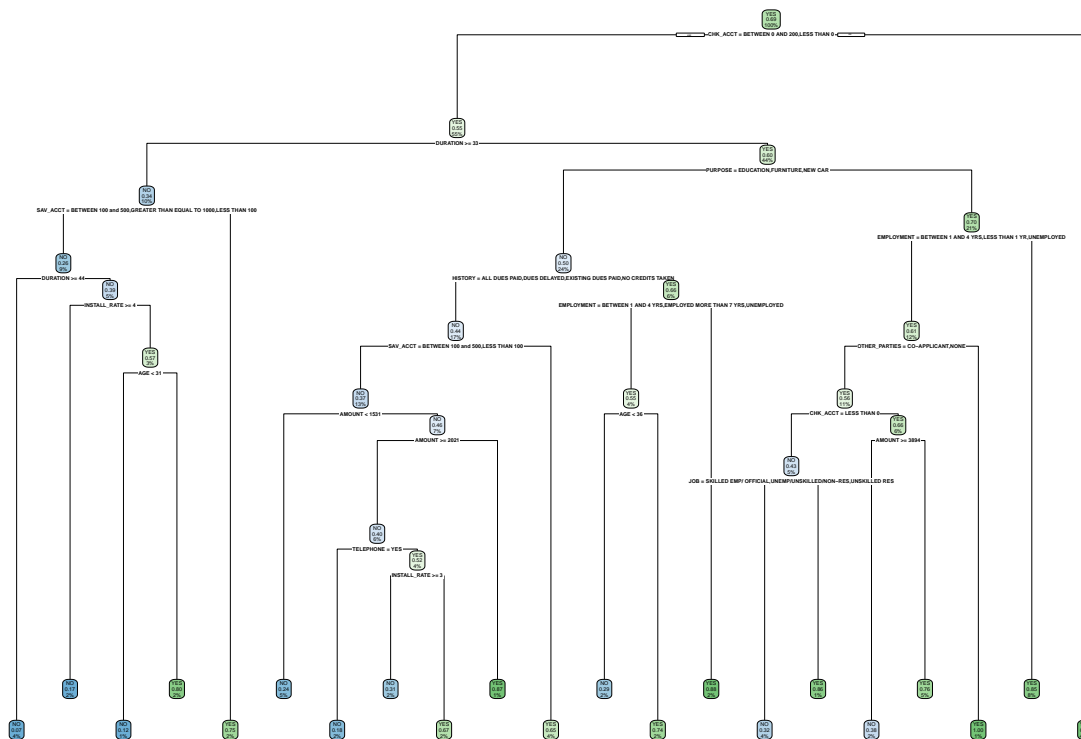 YES
0.69
100%
CHK_ACCT = BETWEEN 0 AND 200,LESS THAN 0
YES
0.55
55%
DURATION >= 33
YES
0.60
44%
PURPOSE = EDUCATION,FURNITURE,NEW CAR
NO
0.34
10%
SAV_ACCT = BETWEEN 100 and 500,GREATER THAN EQUAL TO 1000,LESS THAN 100
YES
0.70
21%
EMPLOYMENT = BETWEEN 1 AND 4 YRS,LESS THAN 1 YR,UNEMPLOYED
NO
0.26
9%
DURATION >= 44
NO
0.50
24%
HISTORY = ALL DUES PAID,DUES DELAYED,EXISTING DUES PAID,NO CREDITS TAKEN
NO
0.39
5%
INSTALL_RATE >= 4
YES
0.66
6%
EMPLOYMENT = BETWEEN 1 AND 4 YRS,EMPLOYED MORE THAN 7 YRS,UNEMPLOYED
NO
0.44
17%
SAV_ACCT = BETWEEN 100 and 500,LESS THAN 100
YES
0.61
12%
OTHER_PARTIES = CO−APPLICANT,NONE
YES
0.57
3%
AGE < 31
NO
0.37
13%
AMOUNT < 1531
YES
0.55
4%
AGE < 36
YES
0.56
11%
CHK_ACCT = LESS THAN 0
NO
0.46
7%
AMOUNT >= 2021
YES
0.66
6%
AMOUNT >= 3894
NO
0.43
5%
JOB = SKILLED EMP/ OFFICIAL,UNEMP/UNSKILLED/NON−RES,UNSKILLED RES
NO
0.40
6%
TELEPHONE = YES
YES
0.52
4%
INSTALL_RATE >= 3
NO
0.17
2%
YES
0.80
2%
NO
0.24
5%
NO
0.31
2%
YES
0.87
1%
NO
0.29
2%
YES
0.88
2%
YES
0.86
1%
YES
0.76
5%
YES
0.85
8%
NO
0.07
4%
NO
0.12
1%
YES
0.75
2%
NO
0.18
2%
YES
0.67
2%
YES
0.65
4%
YES
0.74
2%
NO
0.32
4%
NO
0.38
2%
YES
1.00
1%